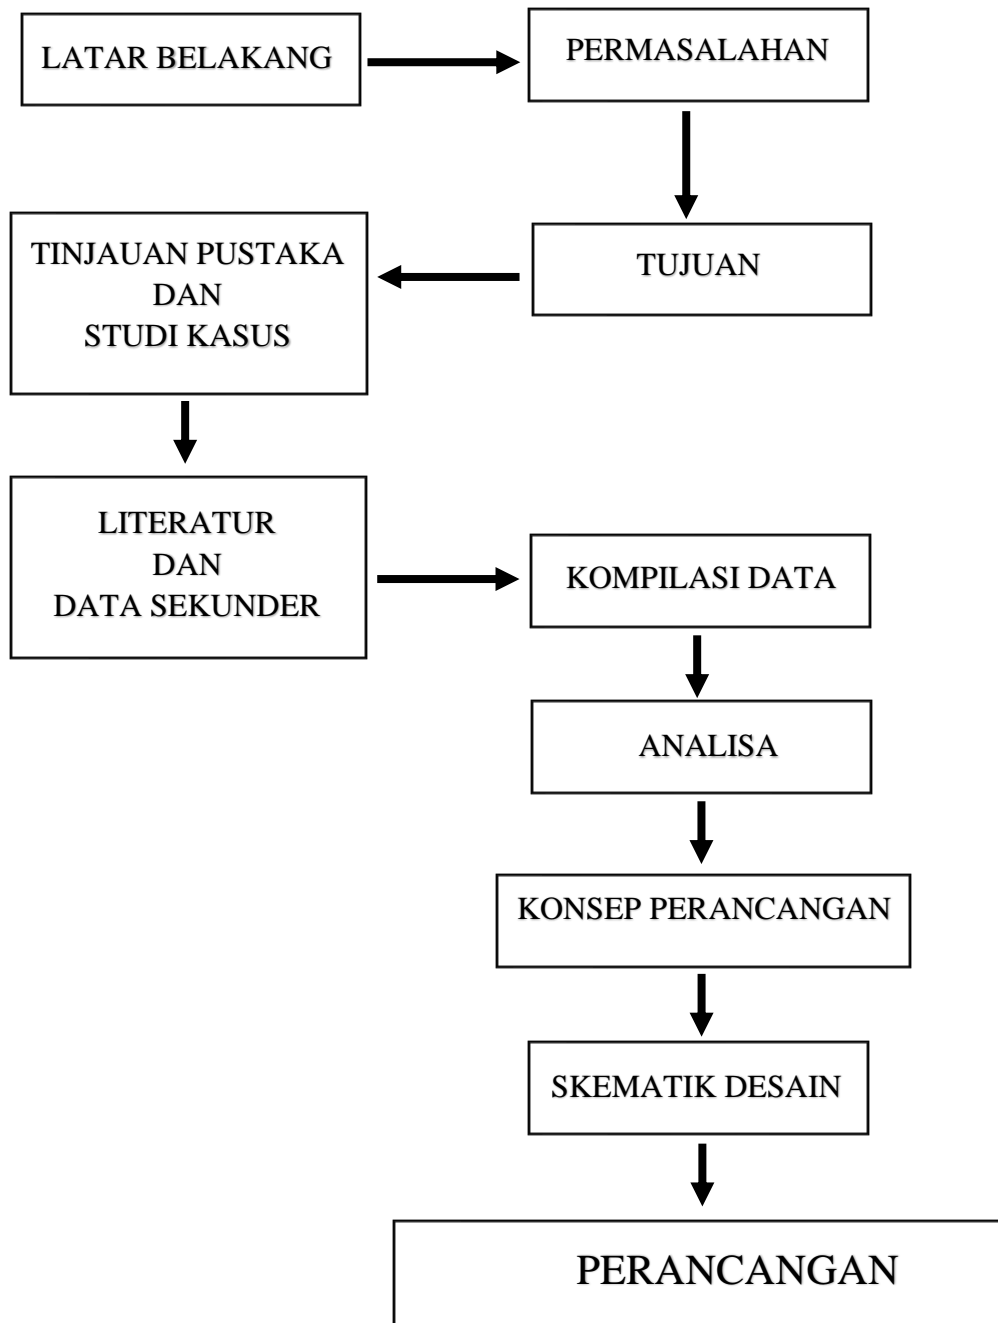 LATAR BELAKANG
PERMASALAHAN
TUJUAN
TINJAUAN PUSTAKA
DAN
STUDI KASUS
LITERATUR
DAN
DATA SEKUNDER
KOMPILASI DATA
ANALISA
KONSEP PERANCANGAN
SKEMATIK DESAIN
PERANCANGAN